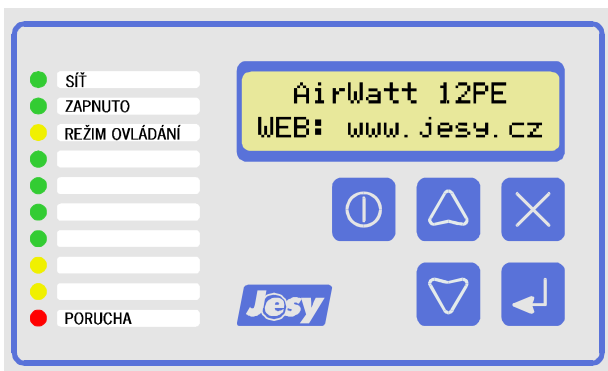 SÍŤ
ZAPNUTO
REŽIM OVLÁDÁNÍ
PORUCHA
AirWatt 12PE
WEB: www.jesy.cz
Jesy